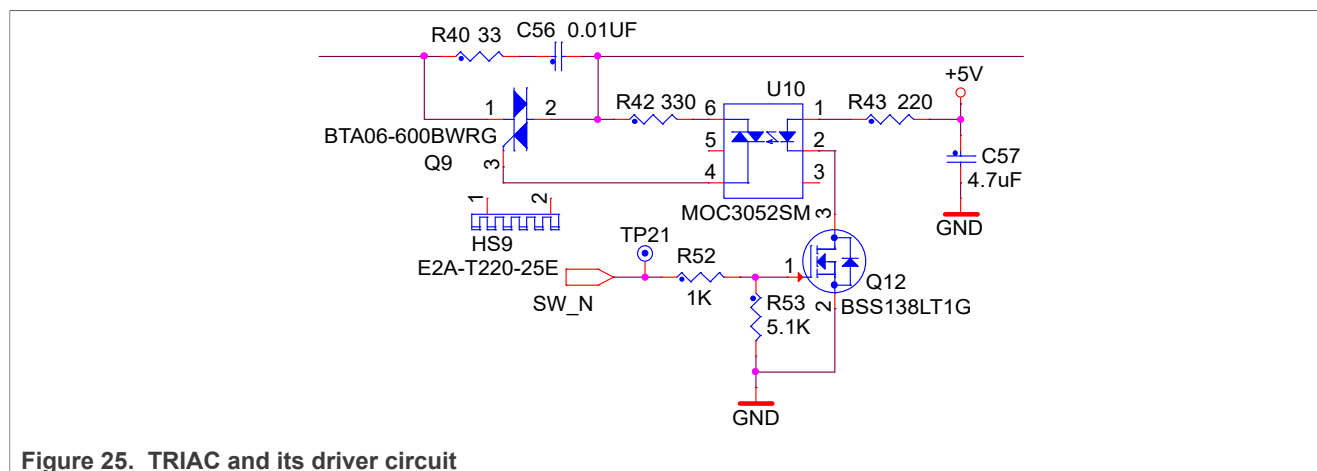 R40 33
C56 0.01UF
+5V
U10
1
2
R42 330
6
1
R43 220
BTA06-600BWRG
Q9
3
5
2
4
3
C57
4.7uF
MOC3052SM
GND
1
2
HS9
E2A-T220-25E
TP21
3
R52
1
Q12
SW_N
1K
R53
5.1K
2
BSS138LT1G
GND
Figure 25. TRIAC and its driver circuit